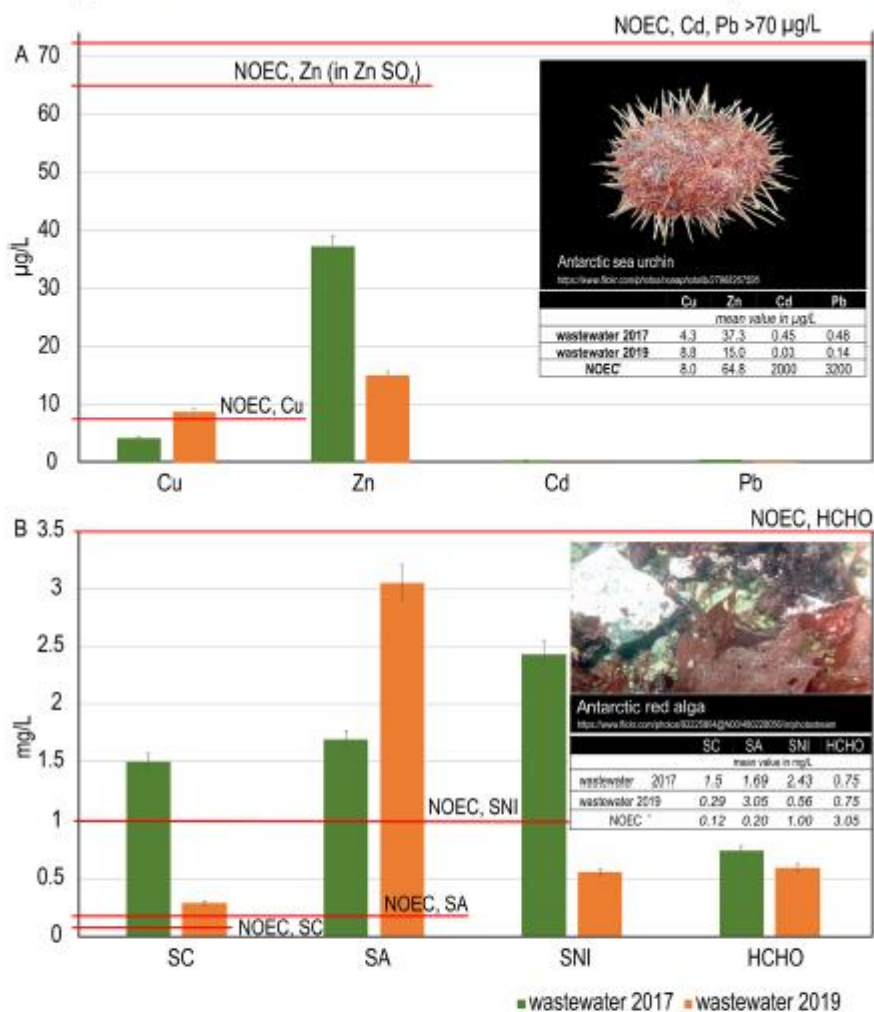 NOEC, Cd, Pb >70 µg/L
A 70
NOEC, Zn (in Zn SO₄)
60
50
40
30
20
10
0
µg/L
NOEC, Cu
Cu Zn Cd Pb
Antarctic sea urchin
Cu Zn Cd Pb
mean value in µg/L
wastewater 2017 4.3 37.3 0.45 0.48
wastewater 2019 8.8 15.0 0.03 0.14
NOEC* 8.0 64.8 2000 3200
B 3.5
NOEC, HCHO
3
2.5
2
1.5
1
0.5
0
mg/L
NOEC, SNI
NOEC, SA
NOEC, SC
SC SA SNI HCHO
Antarctic red alga
SC SA SNI HCHO
mean value in mg/L
wastewater 2017 1.5 1.69 2.43 0.75
wastewater 2019 0.29 3.05 0.56 0.75
NOEC * 0.12 0.20 1.00 3.05
wastewater 2017 wastewater 2019